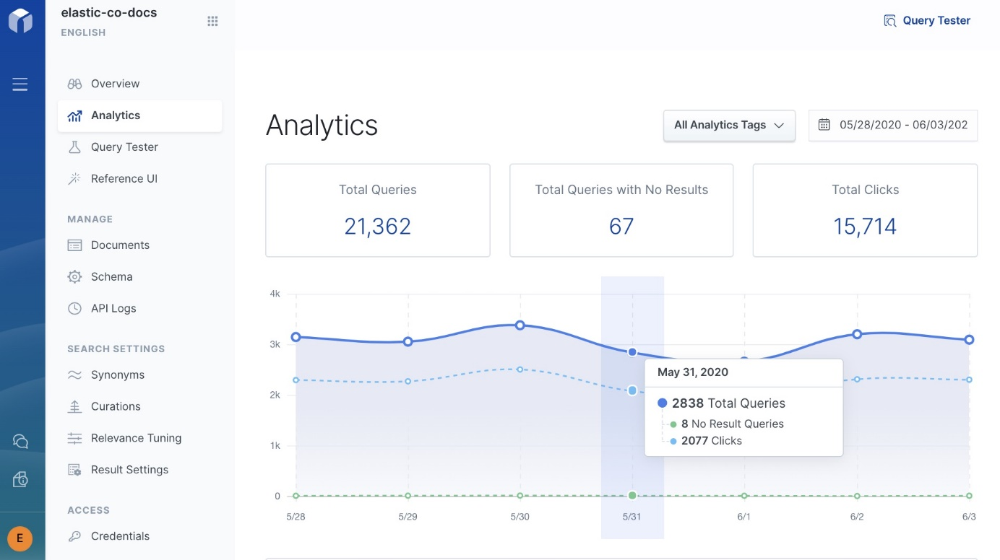 elastic-co-docs
ENGLISH
Query Tester
Overview
Analytics
Query Tester
Reference UI
MANAGE
Documents
Schema
API Logs
SEARCH SETTINGS
Synonyms
Curations
Relevance Tuning
Result Settings
ACCESS
Credentials
E
Analytics
All Analytics Tags
05/28/2020 - 06/03/202
Total Queries
21,362
Total Queries with No Results
67
Total Clicks
15,714
4k
3k
2k
1k
0
May 31, 2020
2838 Total Queries
8 No Result Queries
2077 Clicks
5/28 5/29 5/30 5/31 6/1 6/2 6/3